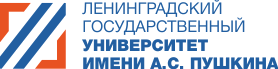 ЛЕНИНГРАДСКИЙ
ГОСУДАРСТВЕННЫЙ
УНИВЕРСИТЕТ
ИМЕНИ А.С. ПУШКИНА